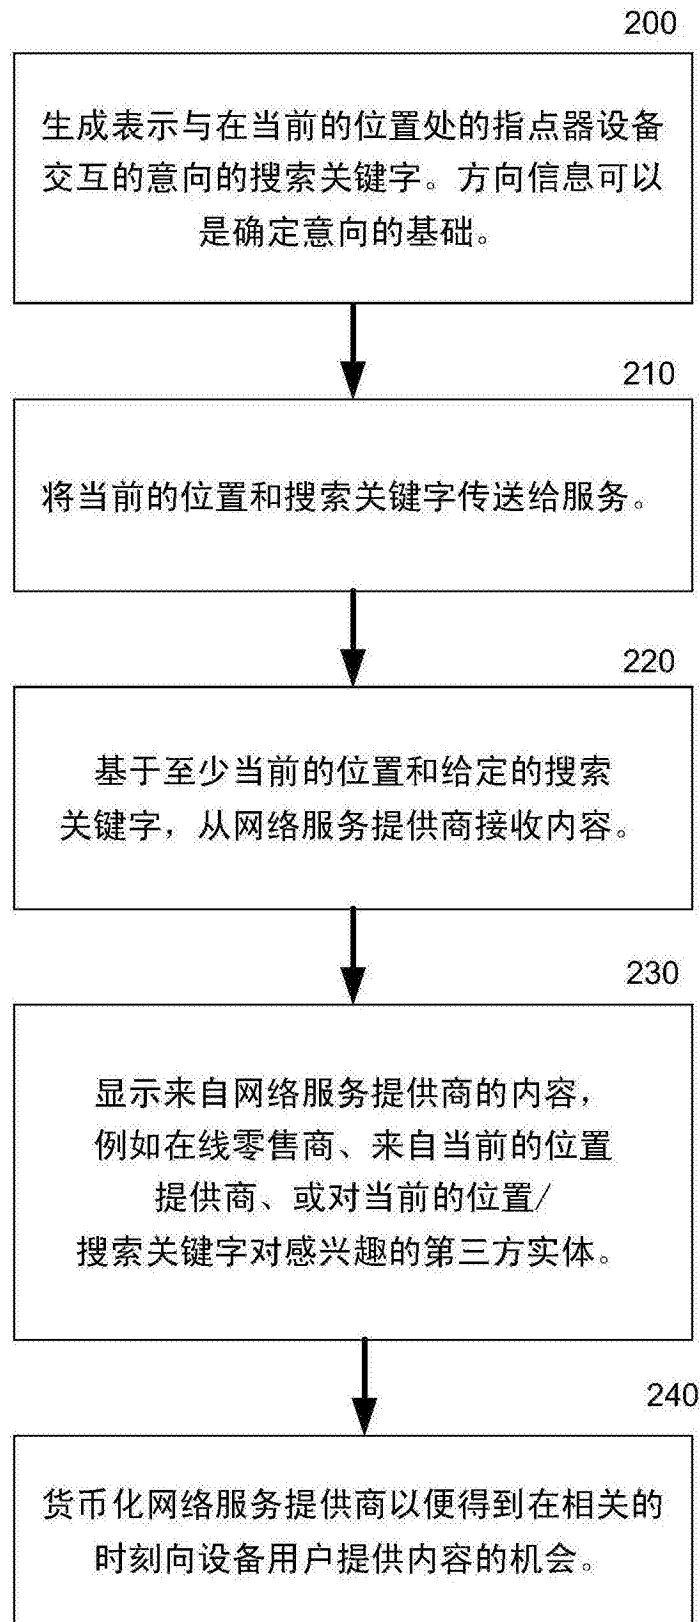 200
生成表示与在当前的位置处的指点器设备
交互的意向的搜索关键字。方向信息可以
是确定意向的基础。
210
将当前的位置和搜索关键字传送给服务。
220
基于至少当前的位置和给定的搜索
关键字，从网络服务提供商接收内容。
230
显示来自网络服务提供商的内容，
例如在线零售商、来自当前的位置
提供商、或对当前的位置/
搜索关键字对感兴趣的第三方实体。
240
货币化网络服务提供商以便得到在相关的
时刻向设备用户提供内容的机会。